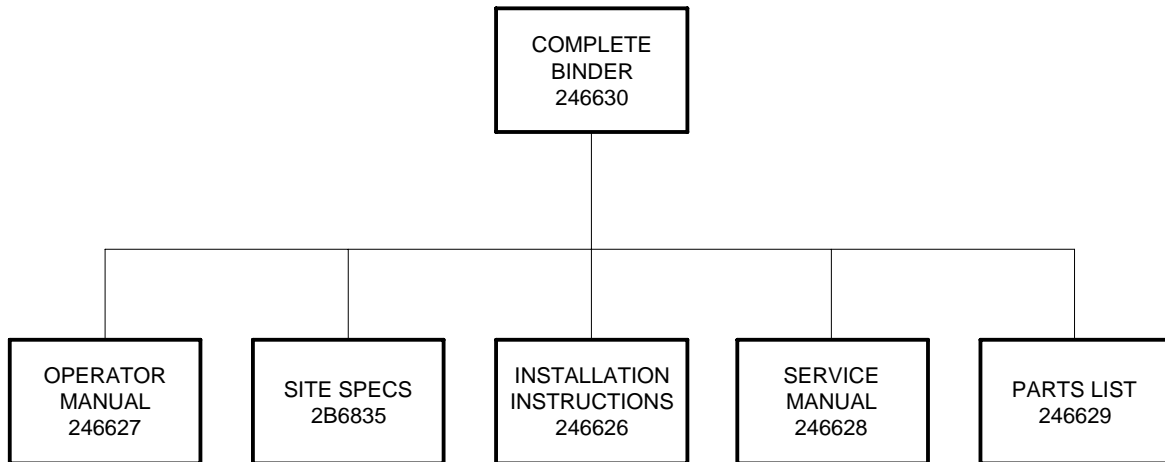 COMPLETE
BINDER
246630
OPERATOR
MANUAL
246627
SITE SPECS
2B6835
INSTALLATION
INSTRUCTIONS
246626
SERVICE
MANUAL
246628
PARTS LIST
246629